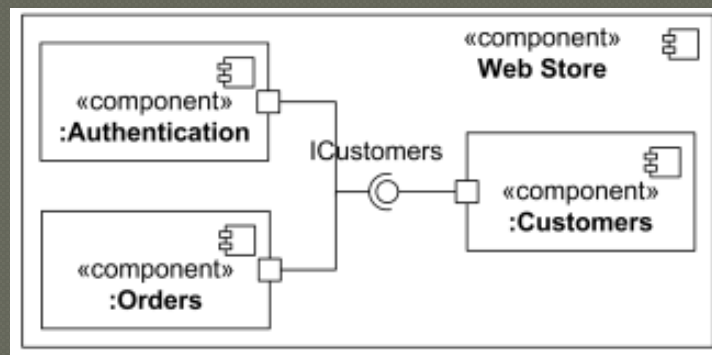 «component»
Web Store
«component»
:Authentication
ICustomers
«component»
:Customers
«component»
:Orders